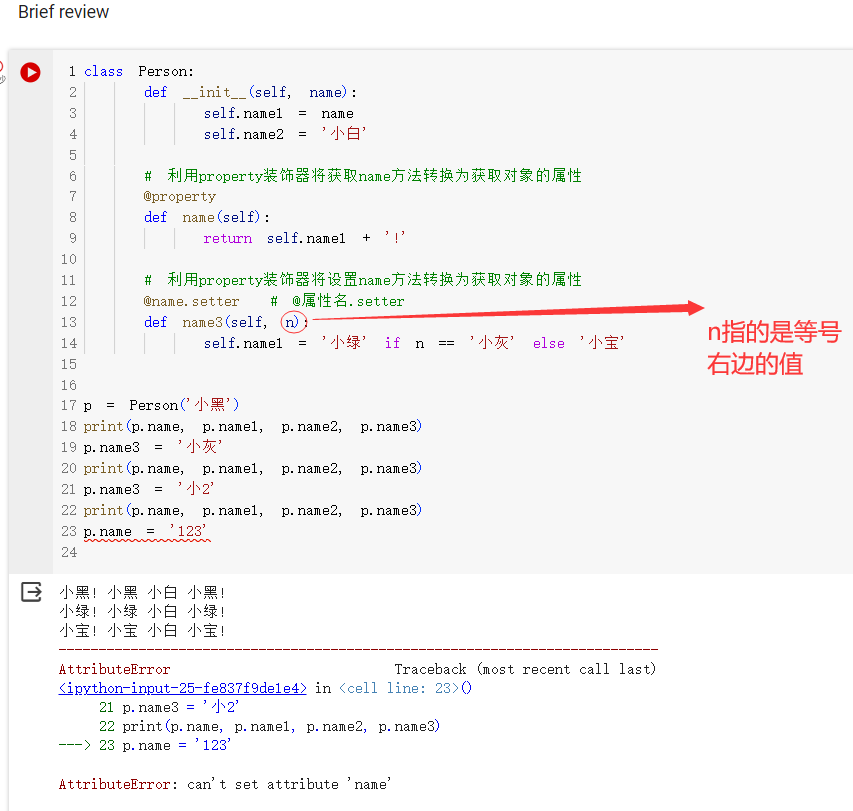 Brief review
1 class Person:
2 def __init__(self, name):
3 self.name1 = name
4 self.name2 = '小白'
5
6 # 利用property装饰器将获取name方法转换为获取对象的属性
7 @property
8 def name(self):
9 return self.name1 + '!'
10
11 # 利用property装饰器将设置name方法转换为获取对象的属性
12 @name.setter # @属性名.setter
13 def name3(self, n):
14 self.name1 = '小绿' if n == '小灰' else '小宝'
15
16
17 p = Person('小黑')
18 print(p.name, p.name1, p.name2, p.name3)
19 p.name3 = '小灰'
20 print(p.name, p.name1, p.name2, p.name3)
21 p.name3 = '小2'
22 print(p.name, p.name1, p.name2, p.name3)
23 p.name = '123'
24
n指的是等号
右边的值
小黑! 小黑 小白 小黑!
小绿! 小绿 小白 小绿!
小宝! 小宝 小白 小宝!
---------------------------------------------------------------------------
AttributeError Traceback (most recent call last)
<ipython-input-25-fe837f9de1e4> in <cell line: 23>()
21 p.name3 = '小2'
22 print(p.name, p.name1, p.name2, p.name3)
---> 23 p.name = '123'
AttributeError: can't set attribute 'name'